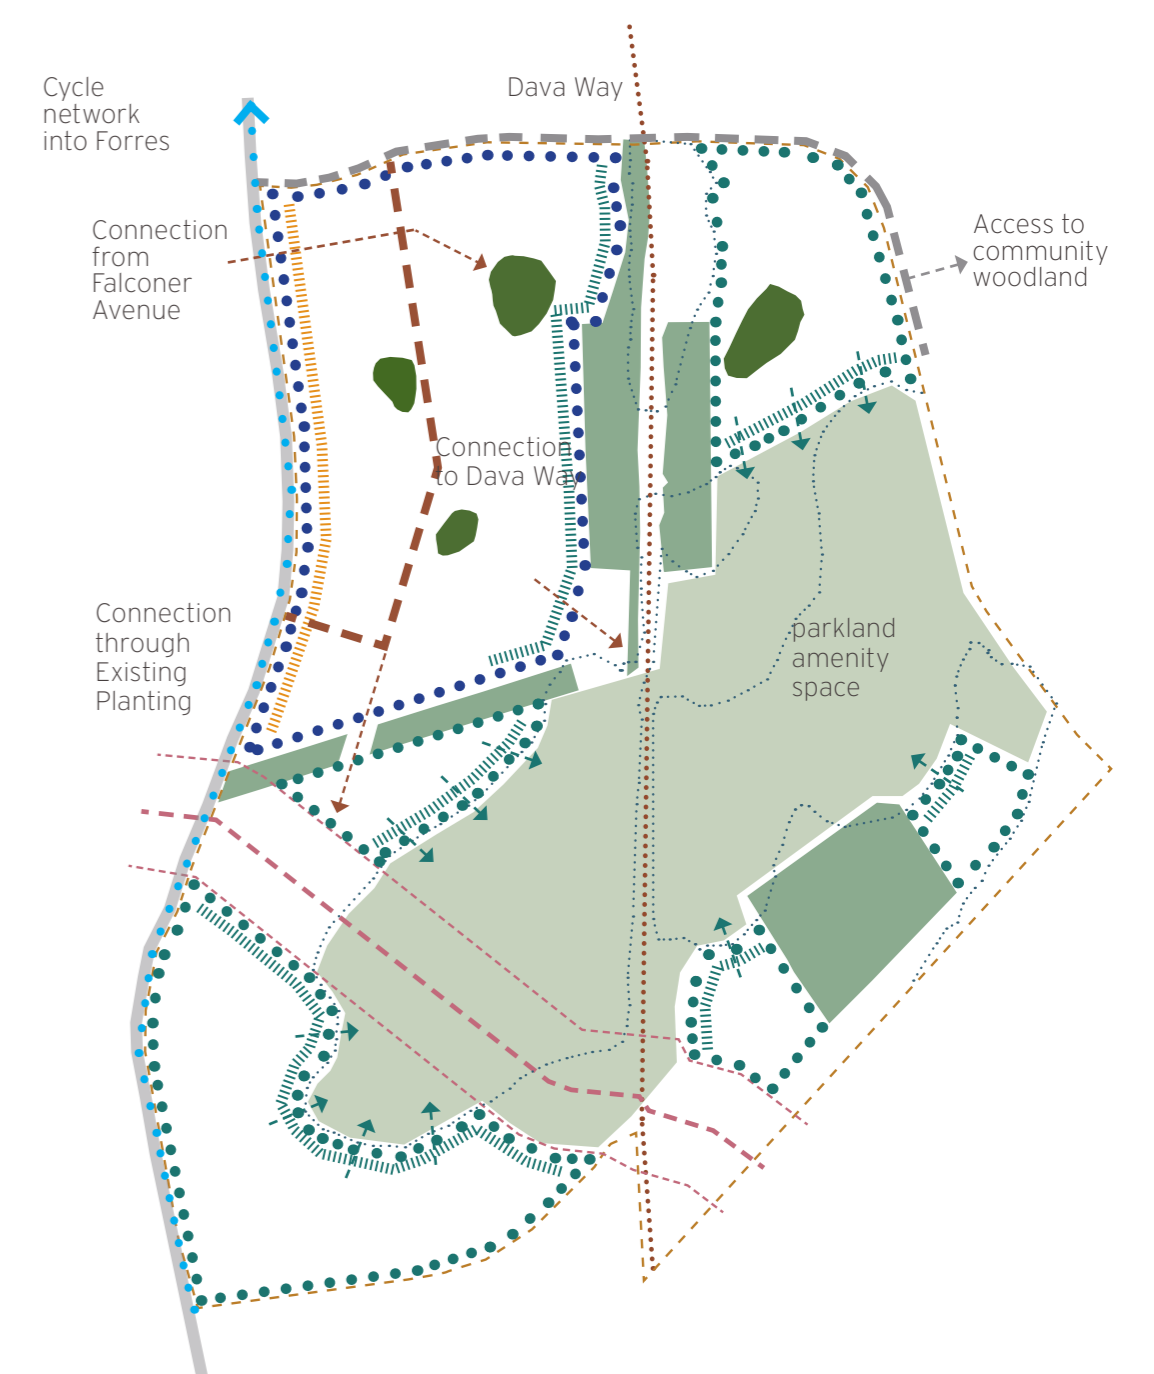 Cycle
network
into Forres
Dava Way
Connection
from
Falconer
Avenue
Access to
community
woodland
Connection
to Dava Way
Connection
through
Existing
Planting
parkland
amenity
space